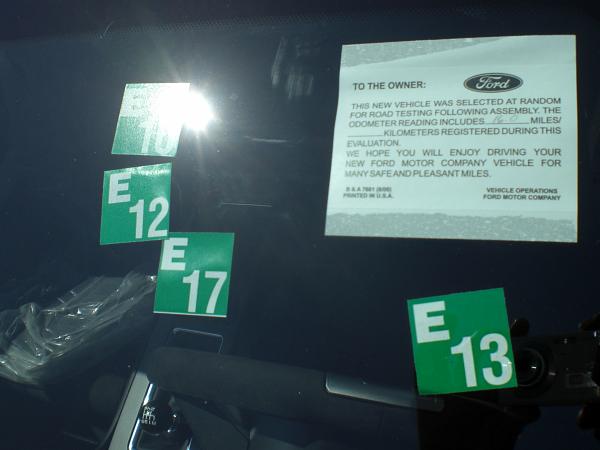 E
10
E
12
E
17
TO THE OWNER:
Ford
THIS NEW VEHICLE WAS SELECTED AT RANDOM
FOR ROAD TESTING FOLLOWING ASSEMBLY. THE
ODOMETER READING INCLUDES MILES/
KILOMETERS REGISTERED DURING THIS
EVALUATION.
WE HOPE YOU WILL ENJOY DRIVING YOUR
NEW FORD MOTOR COMPANY VEHICLE FOR
MANY SAFE AND PLEASANT MILES.
PRINTED IN U.S.A.
VEHICLE OPERATIONS
FORD MOTOR COMPANY
E
13